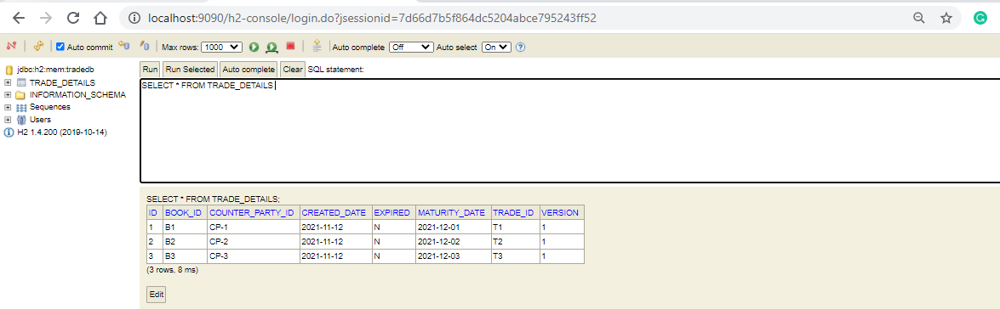 localhost:9090/h2-console/login.do?jsessionid=7d66d7b5f864dc5204abce795243ff52
Auto commit Max rows: 1000 Auto complete Off Auto select On
jdbc:h2:mem:tradedb
TRADE_DETAILS
INFORMATION_SCHEMA
Sequences
Users
H2 1.4.200 (2019-10-14)
Run Run Selected Auto complete Clear SQL statement:
SELECT * FROM TRADE_DETAILS
SELECT * FROM TRADE_DETAILS;
ID BOOK_ID COUNTER_PARTY_ID CREATED_DATE EXPIRED MATURITY_DATE TRADE_ID VERSION
1 B1 CP-1 2021-11-12 N 2021-12-01 T1 1
2 B2 CP-2 2021-11-12 N 2021-12-02 T2 1
3 B3 CP-3 2021-11-12 N 2021-12-03 T3 1
(3 rows, 8 ms)
Edit